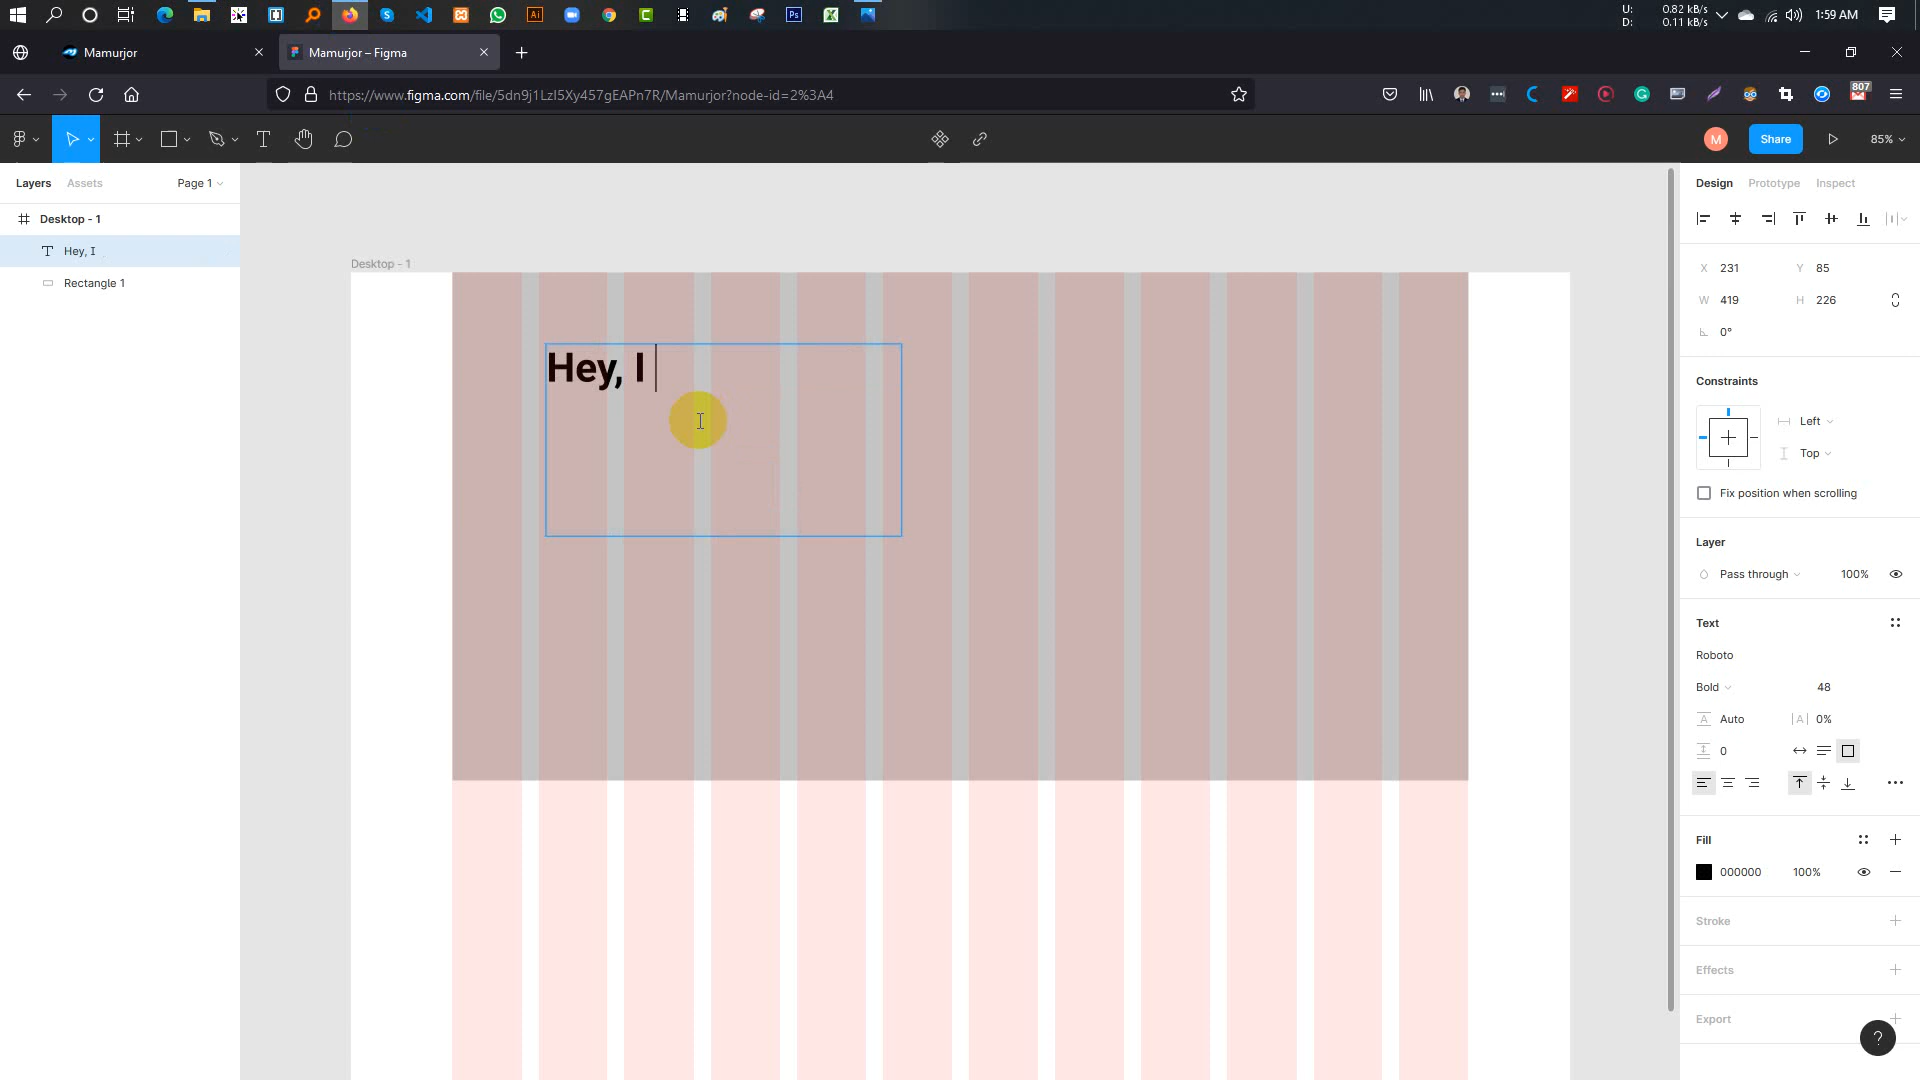 U: 0.82 kB/s
D: 0.11 kB/s
1:59 AM
Mamurjor
Mamurjor – Figma
https://www.figma.com/file/5dn9j1LzI5Xy457gEAPn7R/Mamurjor?node-id=2%3A4
807
M
Share
85%
Layers
Assets
Page 1
Desktop - 1
Hey, I
Rectangle 1
Desktop - 1
Hey, I
Design
Prototype
Inspect
X 231
Y 85
W 419
H 226
0°
Constraints
Left
Top
Fix position when scrolling
Layer
Pass through
100%
Text
Roboto
Bold
48
Auto
0%
0
Fill
000000
100%
Stroke
Effects
Export
?